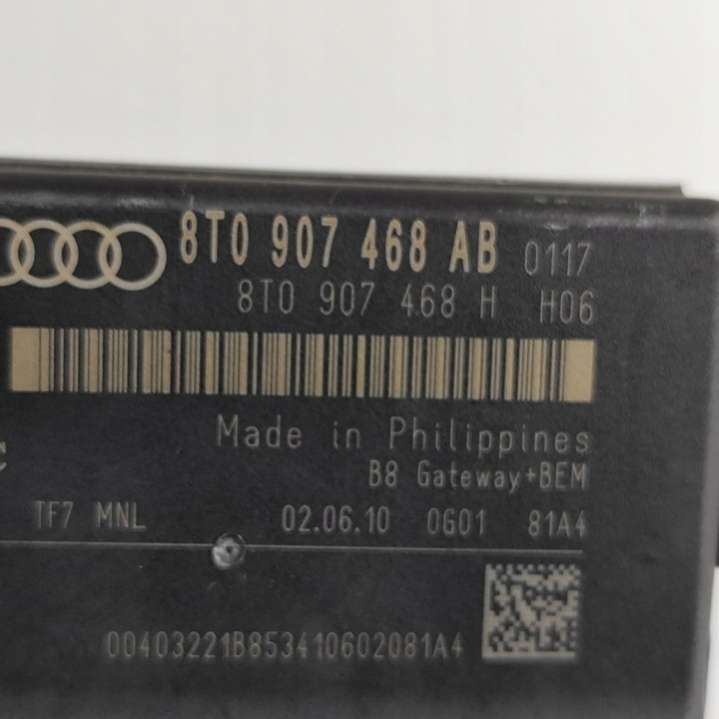 8T0 907 468 AB 0117
8T0 907 468 H H06
Made in Philippines
B8 Gateway+BEM
TF7 MNL 02.06.10 0G01 81A4
00403221B853410602081A4